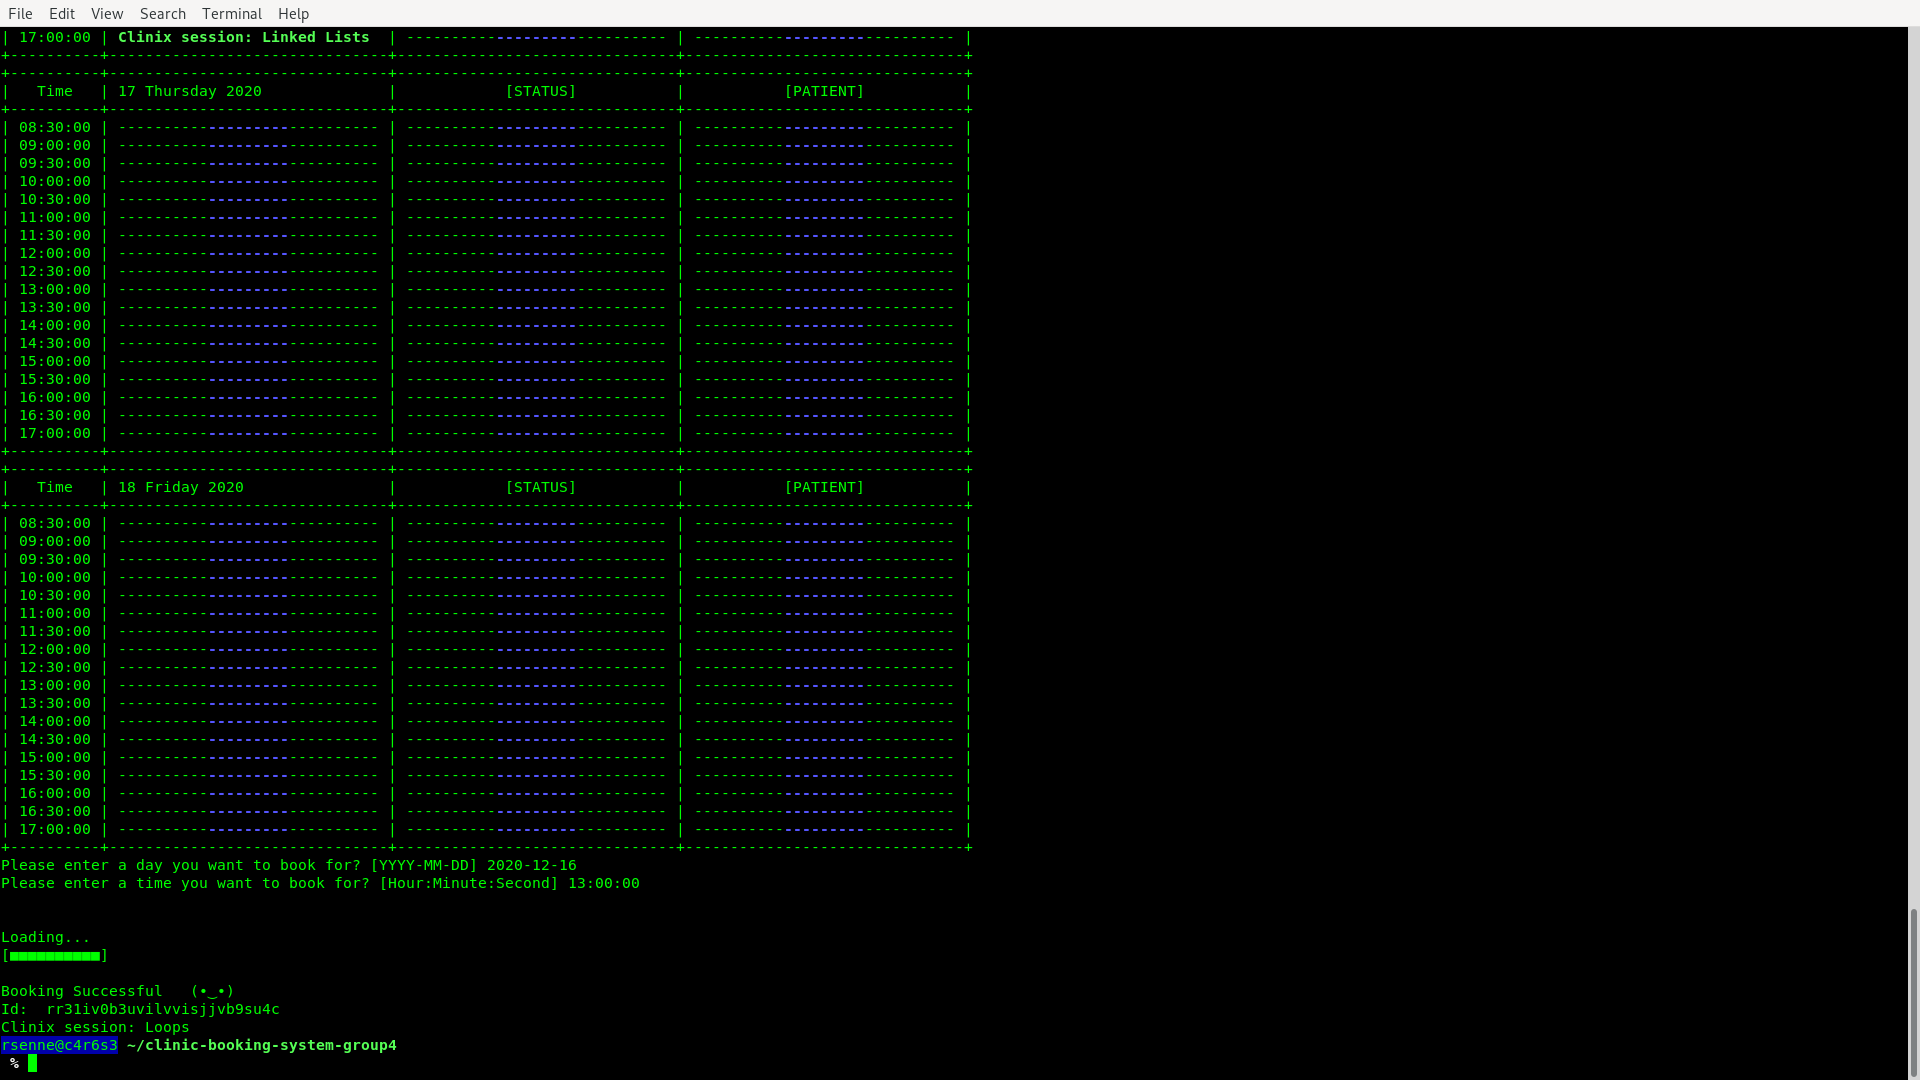 File Edit View Search Terminal Help
| 17:00:00 | Clinix session: Linked Lists | ----------------------------- | ----------------------------- |
+----------+-------------------------------+-------------------------------+-------------------------------+
+----------+-------------------------------+-------------------------------+-------------------------------+
| Time | 17 Thursday 2020 | [STATUS] | [PATIENT] |
+----------+-------------------------------+-------------------------------+-------------------------------+
| 08:30:00 | ----------------------------- | ----------------------------- | ----------------------------- |
| 09:00:00 | ----------------------------- | ----------------------------- | ----------------------------- |
| 09:30:00 | ----------------------------- | ----------------------------- | ----------------------------- |
| 10:00:00 | ----------------------------- | ----------------------------- | ----------------------------- |
| 10:30:00 | ----------------------------- | ----------------------------- | ----------------------------- |
| 11:00:00 | ----------------------------- | ----------------------------- | ----------------------------- |
| 11:30:00 | ----------------------------- | ----------------------------- | ----------------------------- |
| 12:00:00 | ----------------------------- | ----------------------------- | ----------------------------- |
| 12:30:00 | ----------------------------- | ----------------------------- | ----------------------------- |
| 13:00:00 | ----------------------------- | ----------------------------- | ----------------------------- |
| 13:30:00 | ----------------------------- | ----------------------------- | ----------------------------- |
| 14:00:00 | ----------------------------- | ----------------------------- | ----------------------------- |
| 14:30:00 | ----------------------------- | ----------------------------- | ----------------------------- |
| 15:00:00 | ----------------------------- | ----------------------------- | ----------------------------- |
| 15:30:00 | ----------------------------- | ----------------------------- | ----------------------------- |
| 16:00:00 | ----------------------------- | ----------------------------- | ----------------------------- |
| 16:30:00 | ----------------------------- | ----------------------------- | ----------------------------- |
| 17:00:00 | ----------------------------- | ----------------------------- | ----------------------------- |
+----------+-------------------------------+-------------------------------+-------------------------------+
+----------+-------------------------------+-------------------------------+-------------------------------+
| Time | 18 Friday 2020 | [STATUS] | [PATIENT] |
+----------+-------------------------------+-------------------------------+-------------------------------+
| 08:30:00 | ----------------------------- | ----------------------------- | ----------------------------- |
| 09:00:00 | ----------------------------- | ----------------------------- | ----------------------------- |
| 09:30:00 | ----------------------------- | ----------------------------- | ----------------------------- |
| 10:00:00 | ----------------------------- | ----------------------------- | ----------------------------- |
| 10:30:00 | ----------------------------- | ----------------------------- | ----------------------------- |
| 11:00:00 | ----------------------------- | ----------------------------- | ----------------------------- |
| 11:30:00 | ----------------------------- | ----------------------------- | ----------------------------- |
| 12:00:00 | ----------------------------- | ----------------------------- | ----------------------------- |
| 12:30:00 | ----------------------------- | ----------------------------- | ----------------------------- |
| 13:00:00 | ----------------------------- | ----------------------------- | ----------------------------- |
| 13:30:00 | ----------------------------- | ----------------------------- | ----------------------------- |
| 14:00:00 | ----------------------------- | ----------------------------- | ----------------------------- |
| 14:30:00 | ----------------------------- | ----------------------------- | ----------------------------- |
| 15:00:00 | ----------------------------- | ----------------------------- | ----------------------------- |
| 15:30:00 | ----------------------------- | ----------------------------- | ----------------------------- |
| 16:00:00 | ----------------------------- | ----------------------------- | ----------------------------- |
| 16:30:00 | ----------------------------- | ----------------------------- | ----------------------------- |
| 17:00:00 | ----------------------------- | ----------------------------- | ----------------------------- |
+----------+-------------------------------+-------------------------------+-------------------------------+
Please enter a day you want to book for? [YYYY-MM-DD] 2020-12-16
Please enter a time you want to book for? [Hour:Minute:Second] 13:00:00
Loading...
[■■■■■■■■■■]
Booking Successful (•‿•)
Id: rr31iv0b3uvilvvisjjvb9su4c
Clinix session: Loops
rsenne@c4r6s3 ~/clinic-booking-system-group4
%